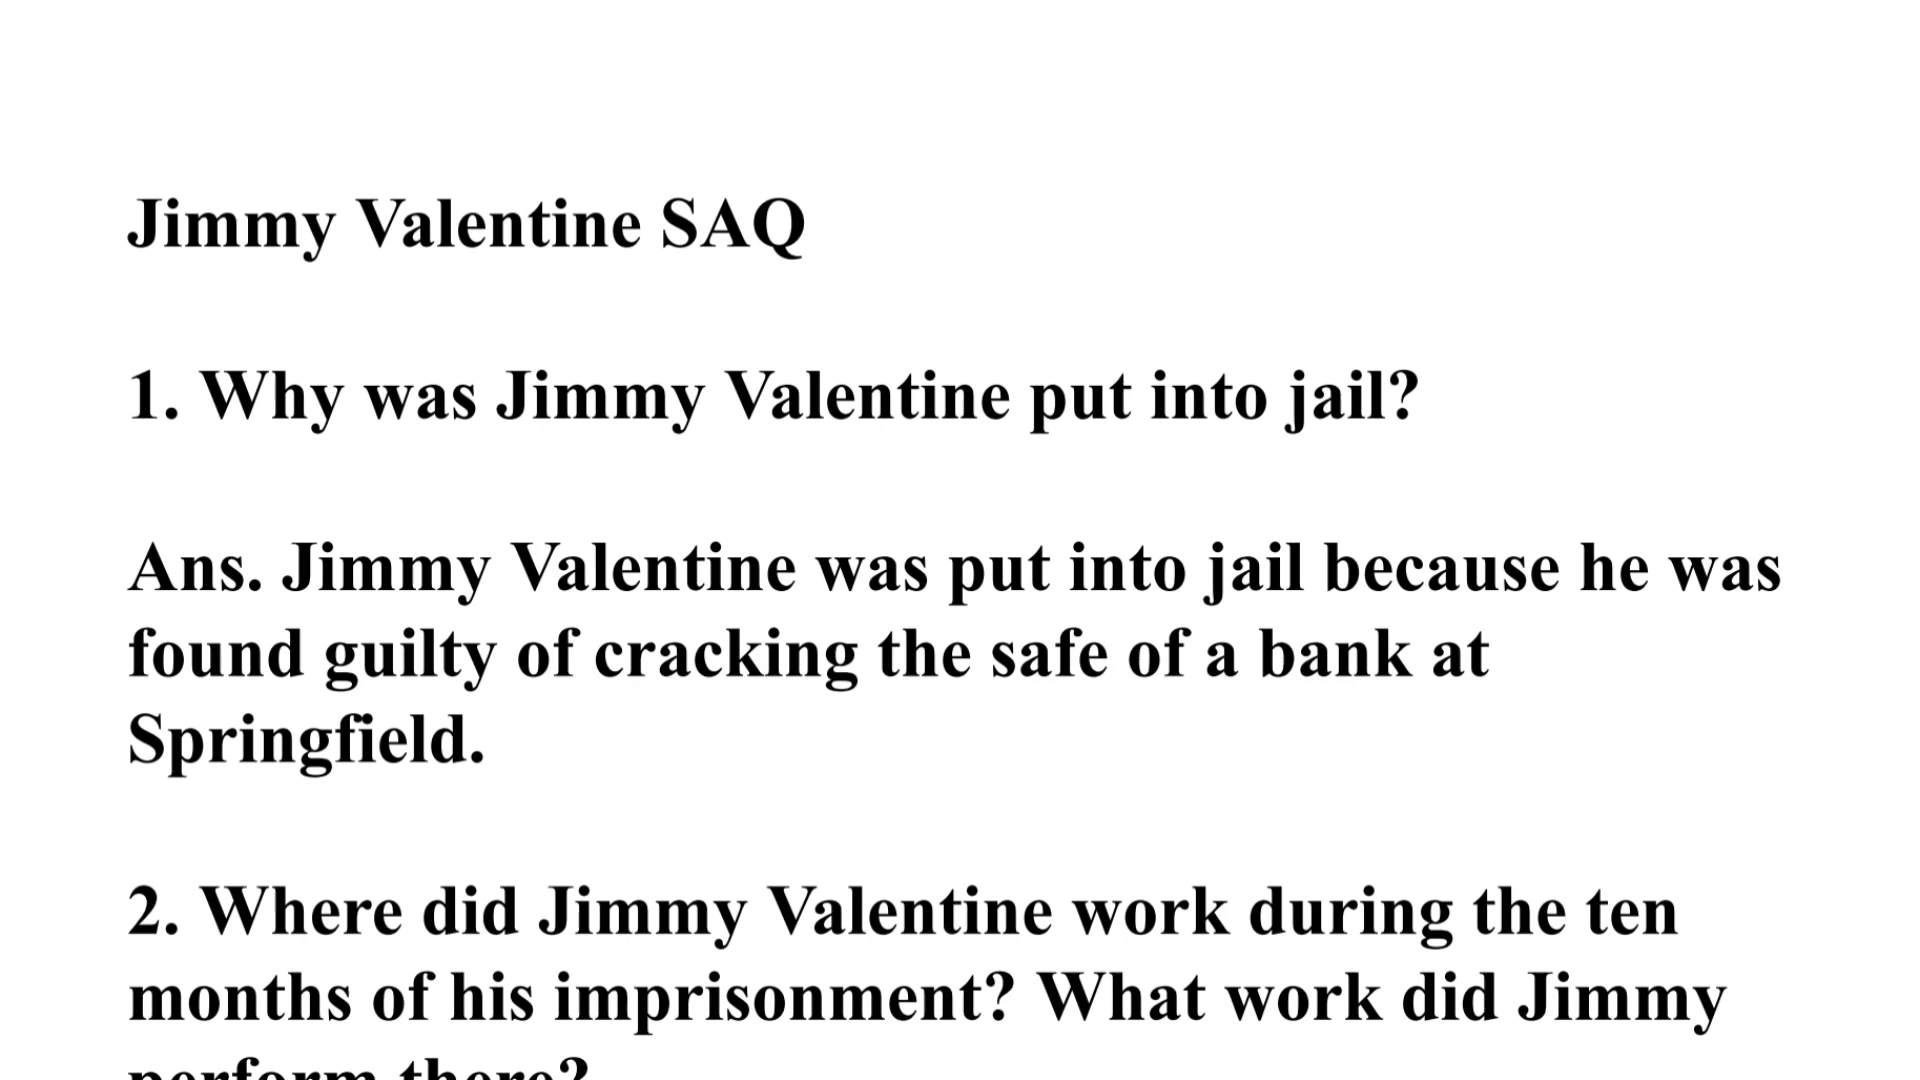 Jimmy Valentine SAQ
1. Why was Jimmy Valentine put into jail?
Ans. Jimmy Valentine was put into jail because he was
found guilty of cracking the safe of a bank at
Springfield.
2. Where did Jimmy Valentine work during the ten
months of his imprisonment? What work did Jimmy
perform there?